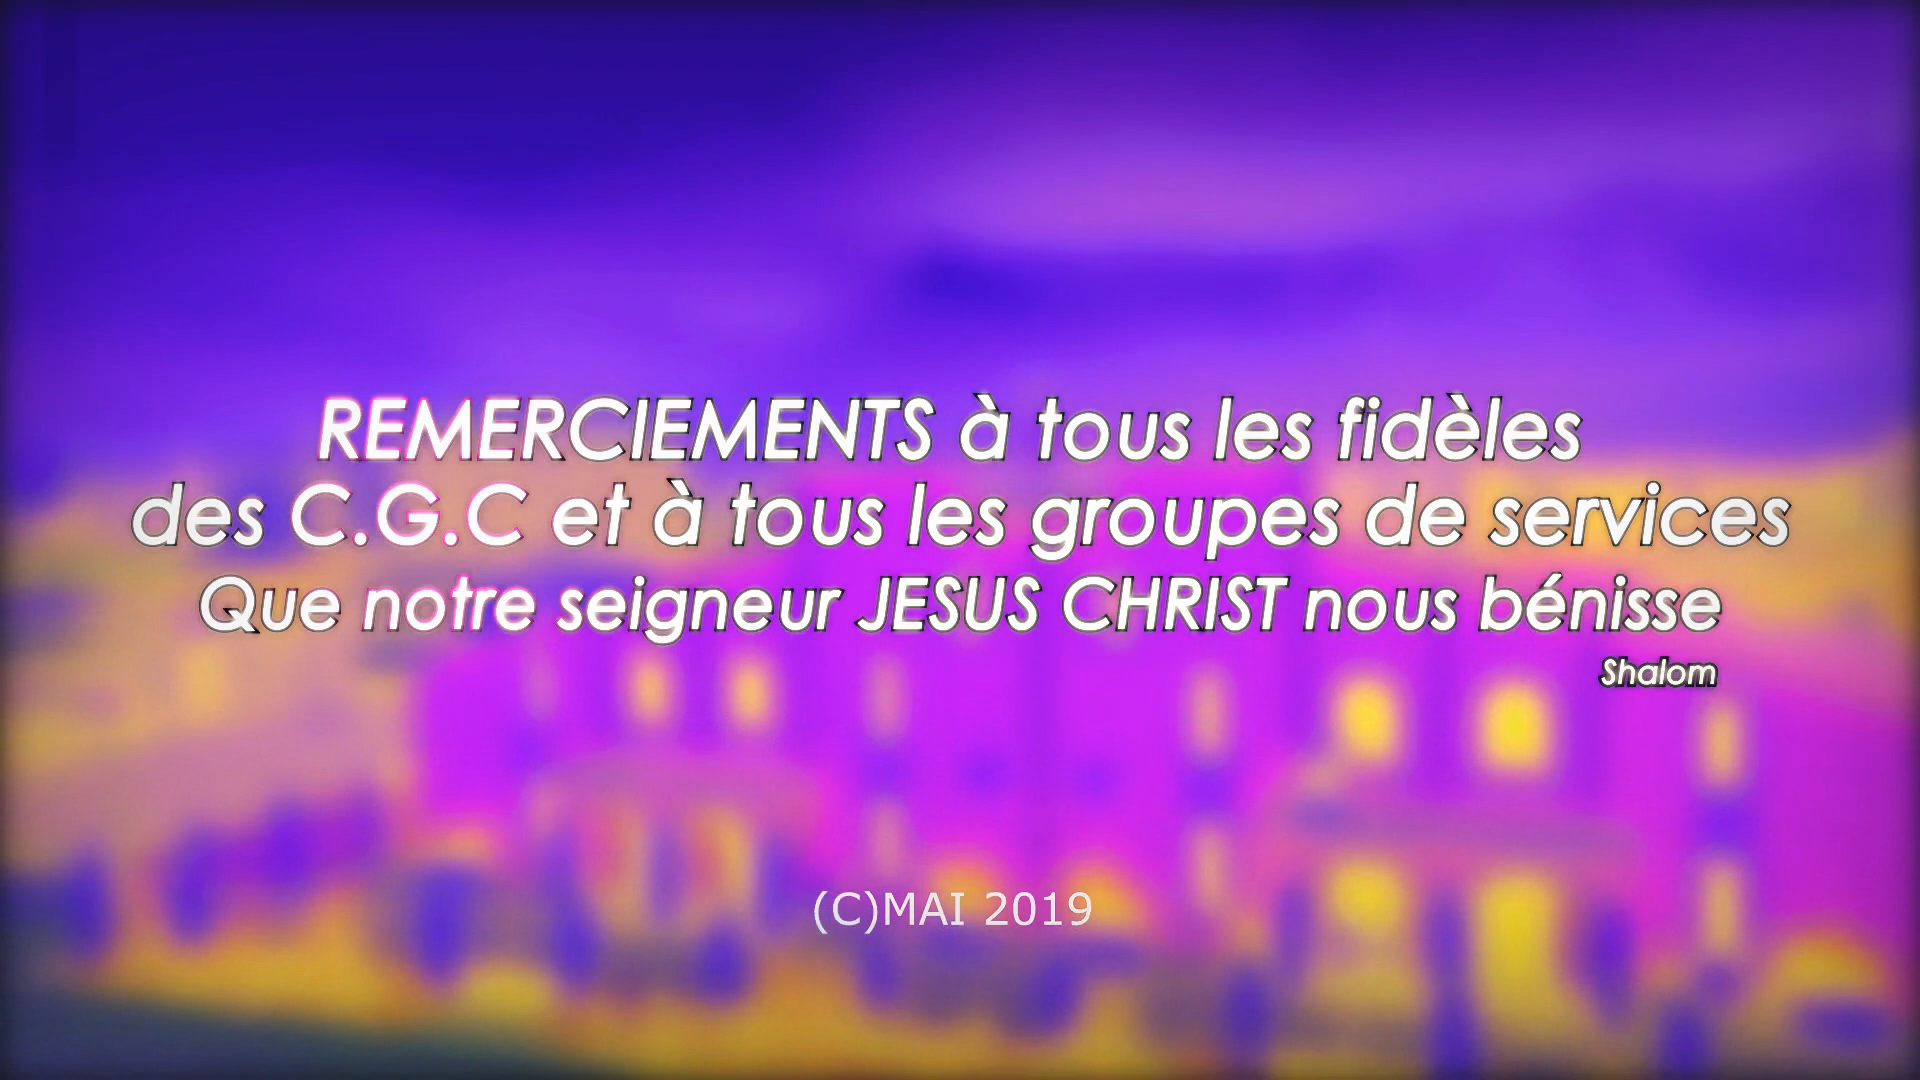 REMERCIEMENTS à tous les fidèles
des C.G.C et à tous les groupes de services
Que notre seigneur JESUS CHRIST nous bénisse
Shalom
(C)MAI 2019